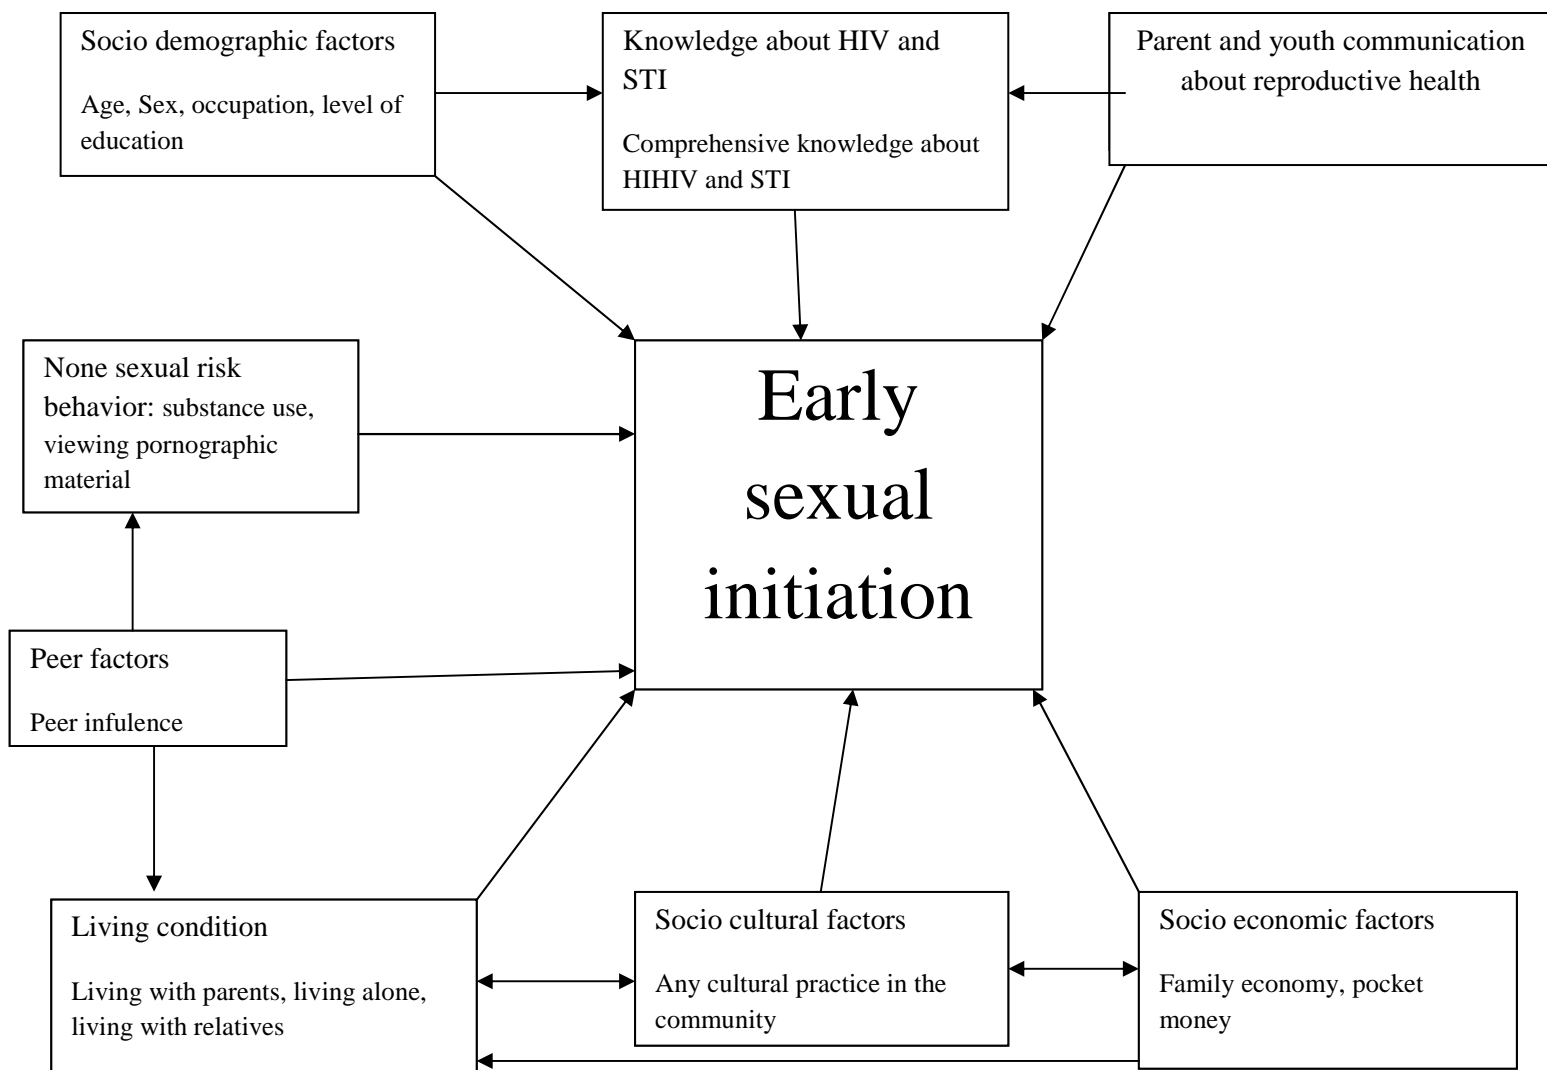 Socio demographic factors
Age, Sex, occupation, level of
education
Knowledge about HIV and
STI
Comprehensive knowledge about
HIHIV and STI
Parent and youth communication
about reproductive health
None sexual risk
behavior: substance use,
viewing pornographic
material
Early
sexual
initiation
Peer factors
Peer infulence
Living condition
Living with parents, living alone,
living with relatives
Socio cultural factors
Any cultural practice in the
community
Socio economic factors
Family economy, pocket
money